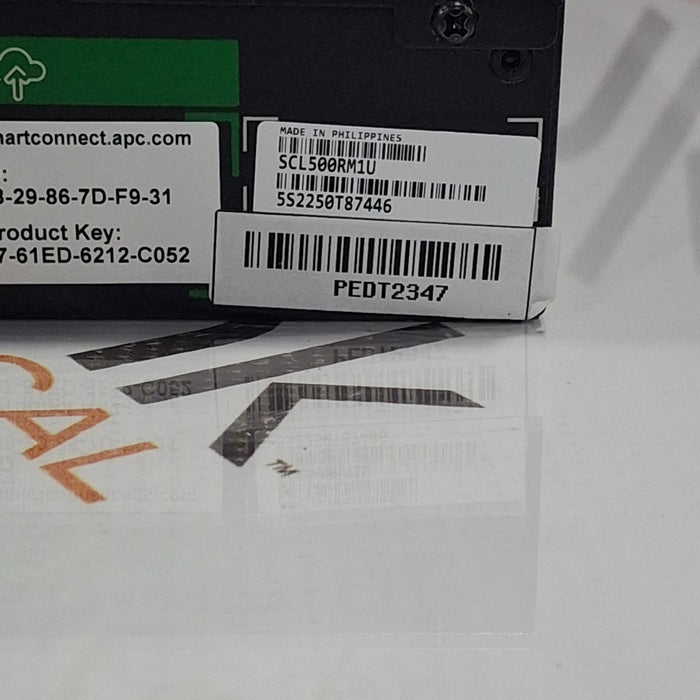 martconnect.apc.com
:
-29-86-7D-F9-31
roduct Key:
7-61ED-6212-C052
MADE IN PHILIPPINES
SCL500RM1U
5S2250T87446
PEDT2347
CAL